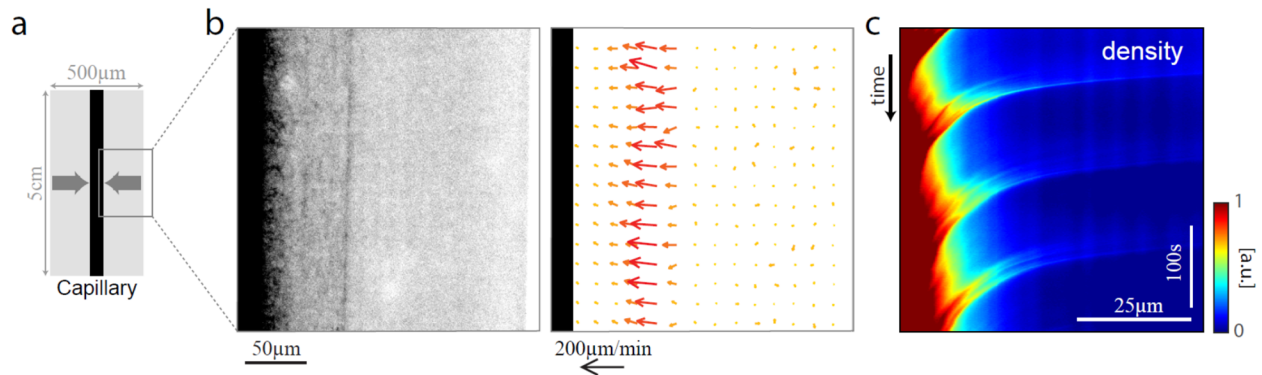 a
500µm
5cm
Capillary
b
50µm
200µm/min
c
density
time
100s
25µm
1
[a.u.]
0